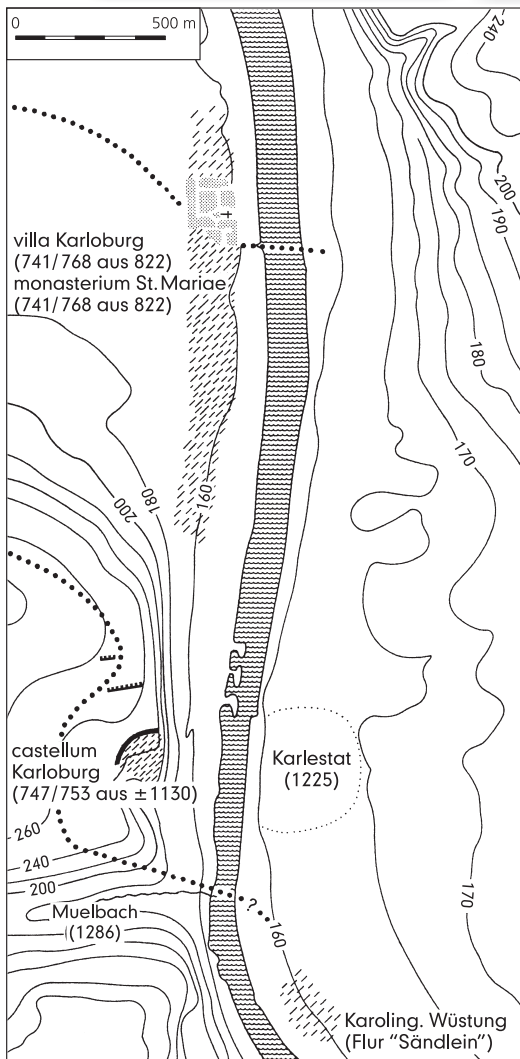 0 500 m
240
200
190
villa Karloburg
(741/768 aus 822)
monasterium St. Mariae
(741/768 aus 822)
180
170
160
180
200
castellum
Karloburg
(747/753 aus ±1130)
Karlestat
(1225)
260
240
200
170
Muelbach
(1286)
?
160
Karoling. Wüstung
(Flur "Sändlein")